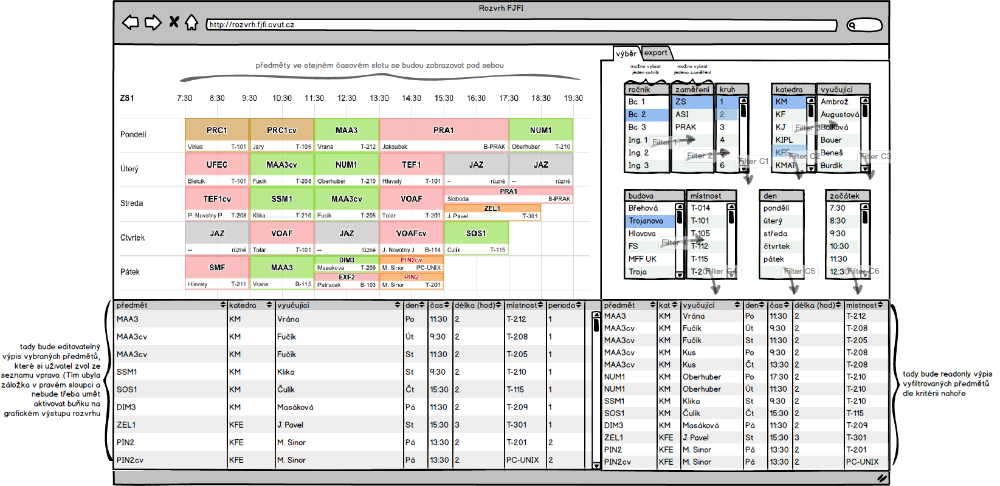 Rozvrh FJFI
http://rozvrh.fjfi.cvut.cz
předměty ve stejném časovém slotu se budou zobrazovat pod sebou
ZS1 7:30 8:30 9:30 10:30 11:30 12:30 13:30 14:30 15:30 16:30 17:30 18:30 19:30
Pondelí
PRC1 PRC1cv MAA3 PRA1 NUM1
Virius T-101 Jary T-105 Vrana T-212 Jakoubek B-PRAK Oberhuber T-210
Úterý
UFEC MAA3cv NUM1 TEF1 JAZ JAZ
Bielcik T-101 Fucik T-208 Oberhuber T-210 Hlavaty T-101 -- různé -- různé
Streda
TEF1cv SSM1 MAA3cv VOAF PRA1
P. Novotny P T-208 Klika T-210 Fucik T-205 Tolar T-201 Sloboda B-PRAK
ZEL1
J. Pavel T-301
Čtvrtek
JAZ VOAF JAZ VOAFcv SOS1
-- různé Tolar T-101 -- různé J. Novotny J B-114 Culik T-115
Pátek
SMF MAA3 DIM3 PIN2cv
Masakova T-209 M. Sinor PC-UNIX
EXF2 PIN2
Hlavaty T-211 Vrana B-115 Petracek B-103 M. Sinor T-201
výběr export
možno vybrat jeden ročník
možno vybrat jedeno zaměření
ročník zaměření kruh
Bc. 1 ZS 1
Bc. 2 ASI 2
Bc. 3 PRAK 3
Ing. 1 4
Ing. 2 5
Ing. 3 6
Filter 1
Filter 2
Filter C1
katedra vyučující
KM Ambrož
KF Augustová
KJ Balková
KIPL Bauer
KFE Beneš
KMAT Burdík
Filter 3
Filter C2
Filter C3
budova místnost
Břehová T-014
Trojanova T-101
Hlavova T-105
FS T-112
MFF UK T-115
Troja T-20
Filter 4
Filter C4
den
pondělí
úterý
středa
čtvrtek
pátek
Filter C5
začátek
7:30
8:30
9:30
10:30
11:30
12:30
Filter C6
předmět katedra vyučující den čas délka (hod) místnost perioda
MAA3 KM Vrána Po 11:30 2 T-212 1
MAA3cv KM Fučík Út 9:30 2 T-208 1
MAA3cv KM Fučík St 11:30 2 T-205 1
SSM1 KM Klika St 9:30 2 T-210 1
SOS1 KM Čulík Čt 15:30 2 T-115 1
DIM3 KM Masáková Pá 11:30 2 T-209 1
ZEL1 KFE J. Pavel St 15:30 3 T-301 1
PIN2 KFE M. Sinor Pá 13:30 2 T-201 2
PIN2cv KFE M. Sinor Pá 13:30 2 PC-UNIX 2
předmět kat vyučující den čas délka (hod) místnost
MAA3 KM Vrána Po 11:30 2 T-212
MAA3cv KM Fučík Út 9:30 2 T-208
MAA3cv KM Fučík St 11:30 2 T-205
MAA3cv KM Kus Po 9:30 2 T-208
MAA3cv KM Kus Čt 13:30 2 T-208
NUM1 KM Oberhuber Po 17:30 2 T-210
NUM1 KM Oberhuber Út 11:30 2 T-210
SSM1 KM Klika St 9:30 2 T-210
SOS1 KM Čulík Čt 15:30 2 T-115
DIM3 KM Masáková Pá 11:30 2 T-209
ZEL1 KFE J. Pavel St 15:30 3 T-301
PIN2 KFE M. Sinor Pá 13:30 2 T-201
PIN2cv KFE M. Sinor Pá 13:30 2 PC-UNIX
tady bude editovatelný
výpis vybraných předmětů,
které si uživatel zvol ze
seznamu vpravo. (Tím ubyla
záložka v pravém sloupci a
nebude třeba umět
aktivovat buňku na
grafickém výstupu rozvrhu
tady bude readonly výpis
vyfiltrovaných předmětů
dle kritérii nahoře